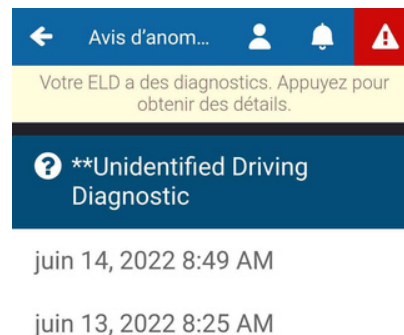 Avis d'anom...
Votre ELD a des diagnostics. Appuyez pour
obtenir des détails.
**Unidentified Driving
Diagnostic
juin 14, 2022 8:49 AM
juin 13, 2022 8:25 AM